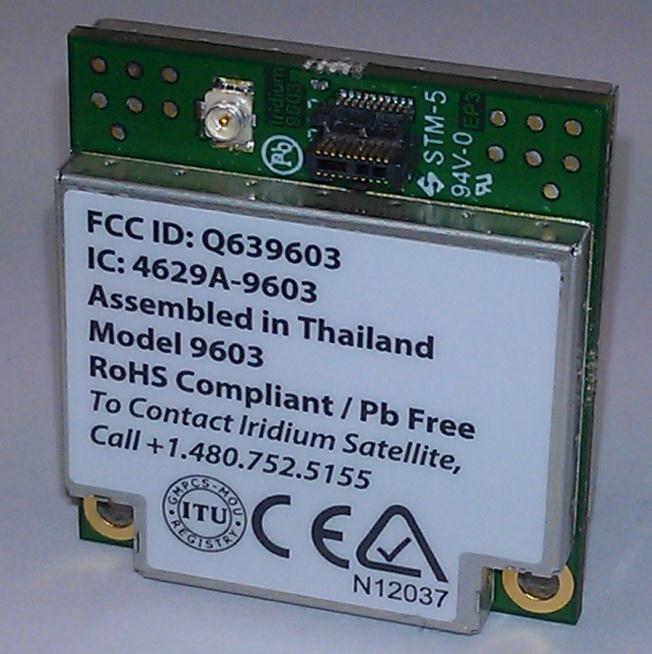 Iridium
9603
Pb
STM-5
94V-0
EP3
FCC ID: Q639603
IC: 4629A-9603
Assembled in Thailand
Model 9603
RoHS Compliant / Pb Free
To Contact Iridium Satellite,
Call +1.480.752.5155
GMPCS-MOU
ITU
REGISTRY
CE
N12037